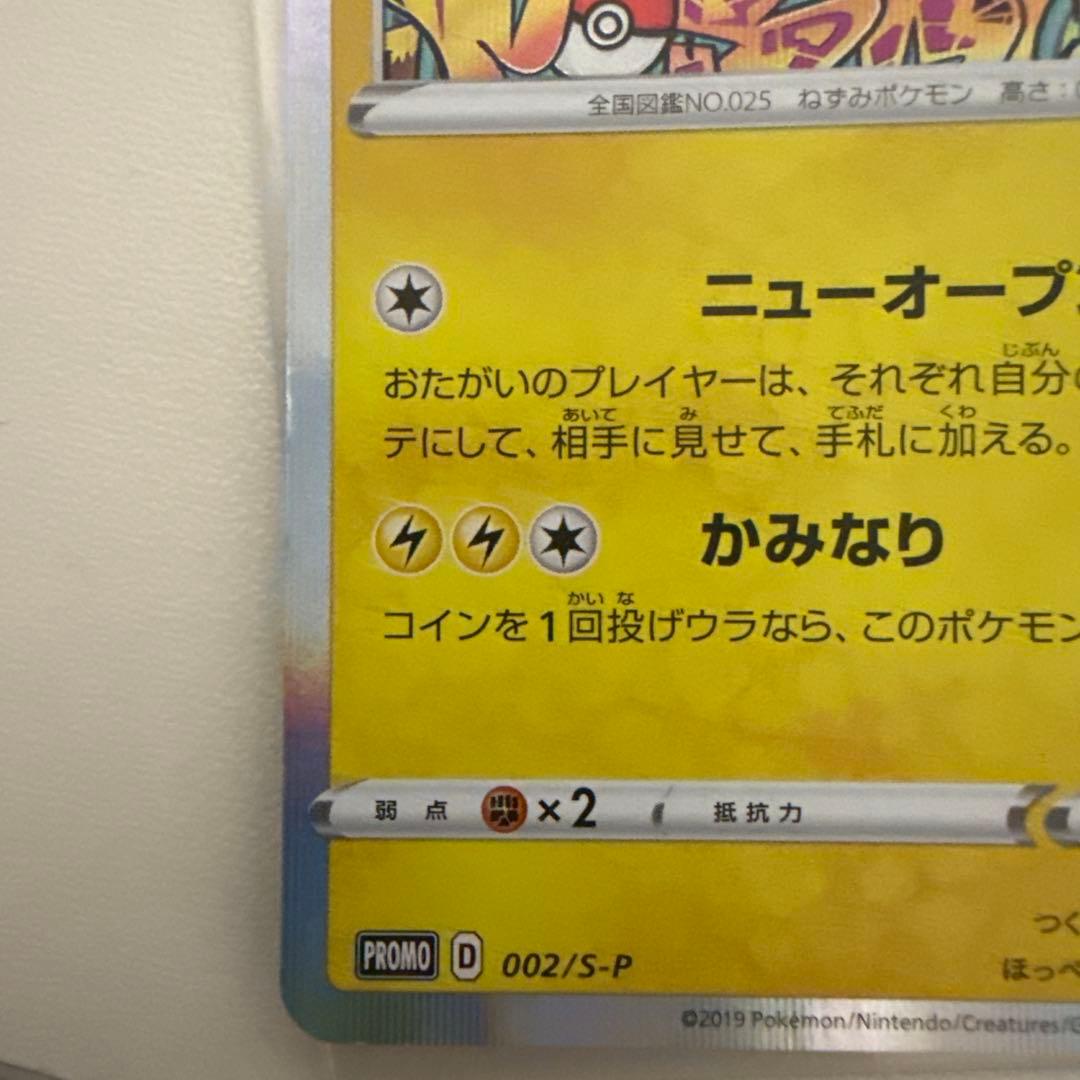 全国図鑑NO.025 ねずみポケモン 高さ:
ニューオープ
じぶん
おたがいのプレイヤーは、それぞれ自分
あいて み てふだ くわ
テにして、相手に見せて、手札に加える。
かみなり
かい な
コインを1回投げウラなら、このポケモン
弱点 ×2 抵抗力
つく
PROMO D 002/S-P
ほっぺ
©2019 Pokémon/Nintendo/Creatures/